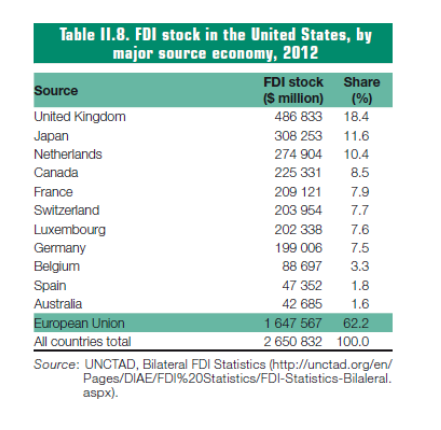 Table II.8. FDI stock in the United States, by
major source economy, 2012
Source FDI stock ($ million) Share (%)
United Kingdom 486 833 18.4
Japan 308 253 11.6
Netherlands 274 904 10.4
Canada 225 331 8.5
France 209 121 7.9
Switzerland 203 954 7.7
Luxembourg 202 338 7.6
Germany 199 006 7.5
Belgium 88 697 3.3
Spain 47 352 1.8
Australia 42 685 1.6
European Union 1 647 567 62.2
All countries total 2 650 832 100.0
Source: UNCTAD, Bilateral FDI Statistics (http://unctad.org/en/
Pages/DIAE/FDI%20Statistics/FDI-Statistics-Bilaleral.
aspx).